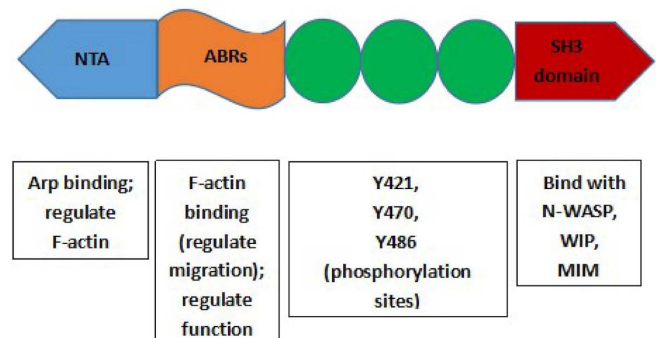 NTA
ABRs
SH3
domain
Arp binding;
regulate
F-actin
F-actin
binding
(regulate
migration);
regulate
function
Y421,
Y470,
Y486
(phosphorylation
sites)
Bind with
N-WASP,
WIP,
MIM